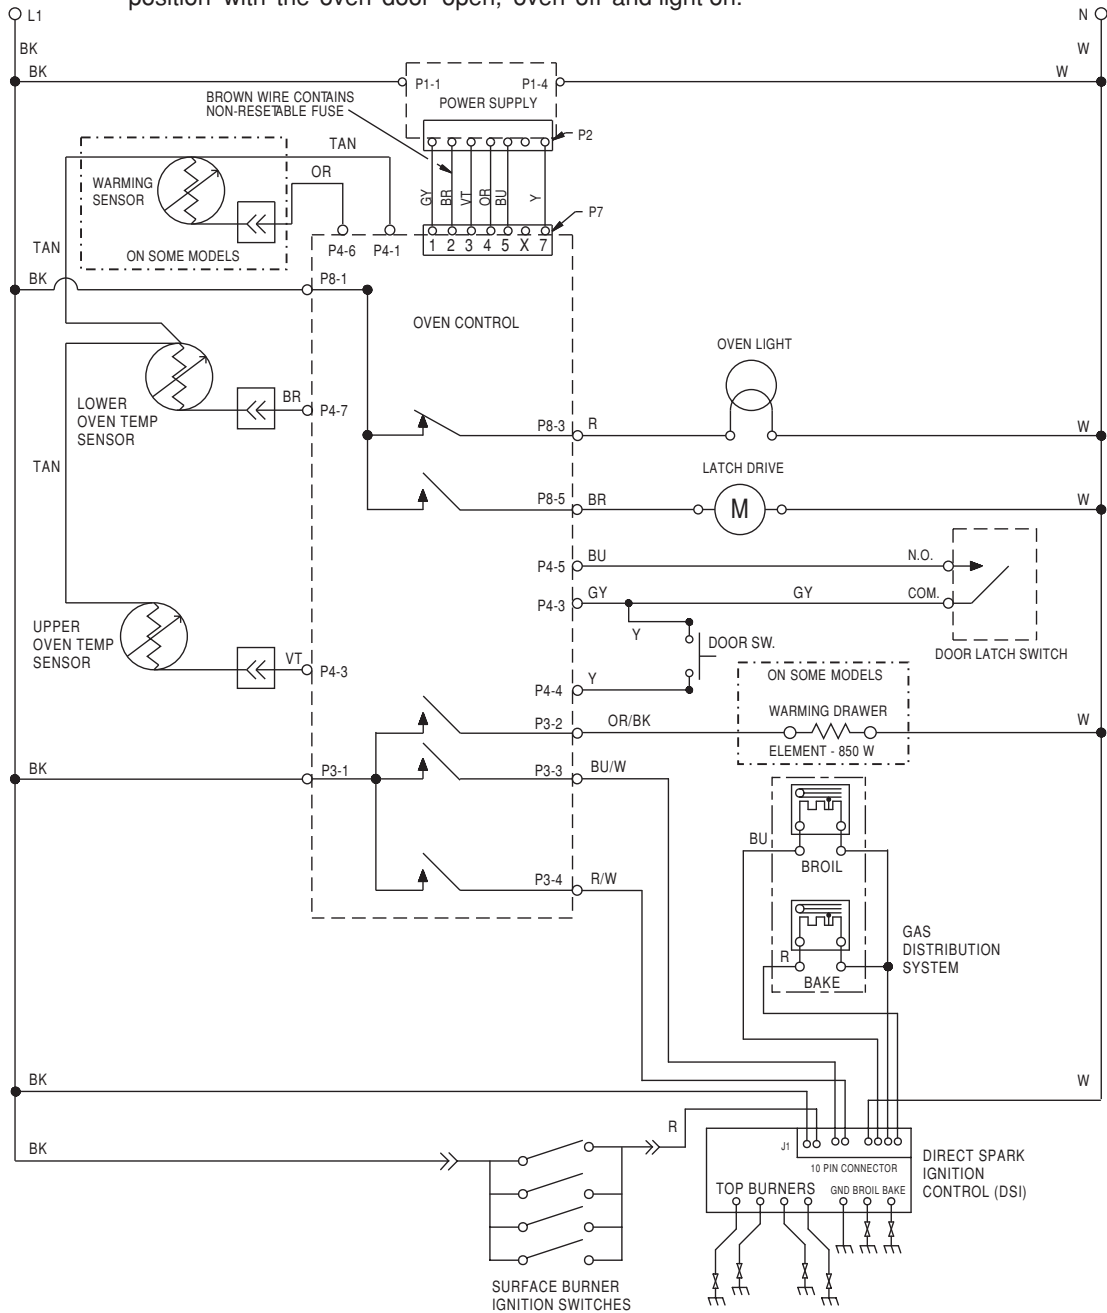 position with the oven door open, oven off and light on.
L1
N
BK
W
BK
P1-1
P1-4
W
POWER SUPPLY
BROWN WIRE CONTAINS
NON-RESETABLE FUSE
P2
TAN
OR
WARMING
SENSOR
GY
BR
VT
OR
BU
Y
P7
1 2 3 4 5 X 7
TAN
ON SOME MODELS
P4-6
P4-1
BK
P8-1
OVEN CONTROL
OVEN LIGHT
LOWER
OVEN TEMP
SENSOR
BR
P4-7
P8-3
R
W
TAN
LATCH DRIVE
P8-5
BR
M
W
P4-5
BU
N.O.
P4-3
GY
GY
COM.
UPPER
OVEN TEMP
SENSOR
VT
P4-3
Y
DOOR SW.
DOOR LATCH SWITCH
P4-4
Y
ON SOME MODELS
P3-2
OR/BK
WARMING DRAWER
W
ELEMENT - 850 W
BK
P3-1
P3-3
BU/W
BU
BROIL
P3-4
R/W
R
BAKE
GAS
DISTRIBUTION
SYSTEM
BK
W
BK
R
J1
10 PIN CONNECTOR
DIRECT SPARK
IGNITION
CONTROL (DSI)
TOP BURNERS
GND BROIL BAKE
SURFACE BURNER
IGNITION SWITCHES